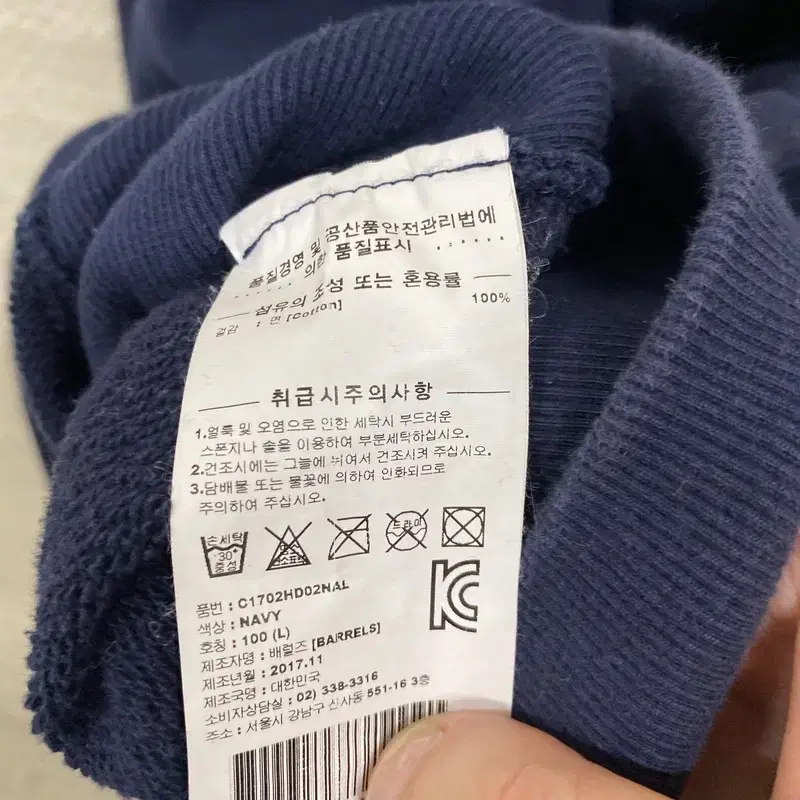 품질경영 및 공산품안전관리법에
...... 의한 품질표시 ......
섬유의 조성 또는 혼용률
겉감 : 면 [cotton] 100%
취급시주의사항
1.얼룩 및 오염으로 인한 세탁시 부드러운
스폰지나 솔을 이용하여 부분세탁하십시오.
2.건조시에는 그늘에 뉘어서 건조시켜 주십시오.
3.담배불 또는 불꽃에 의하여 인화되므로
주의하여 주십시오.
손세탁 30° 중성
염소표백
드라이
품번 : C1702HD02NAL
색상 : NAVY
호칭 : 100 (L)
제조자명 : 배럴즈 [BARRELS]
제조년월 : 2017.11
제조국명 : 대한민국
소비자상담실 : 02) 338-3316
주소 : 서울시 강남구 신사동 551-16 3층